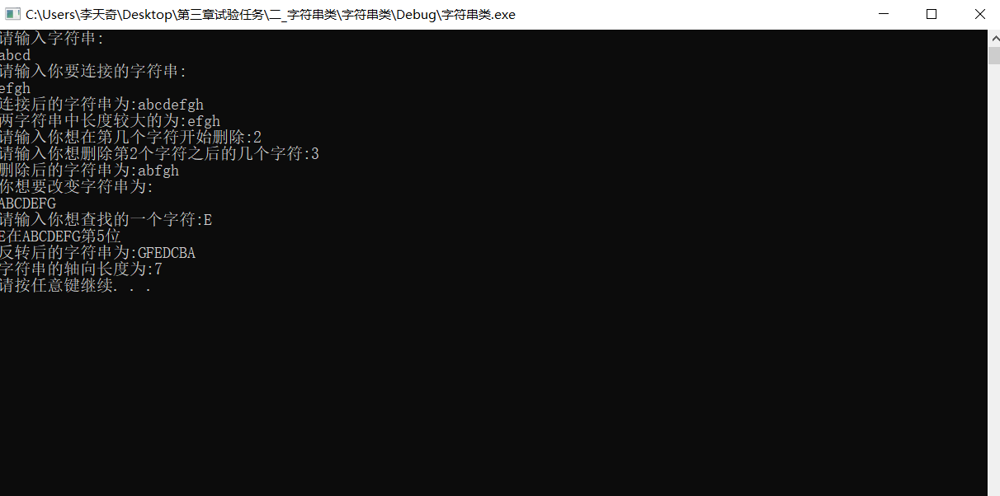 C:\Users\李天奇\Desktop\第三章试验任务\二_字符串类\字符串类\Debug\字符串类.exe
请输入字符串:
abcd
请输入你要连接的字符串:
efgh
连接后的字符串为:abcdefgh
两字符串中长度较大的为:efgh
请输入你想在第几个字符开始删除:2
请输入你想删除第2个字符之后的几个字符:3
删除后的字符串为:abfgh
你想要改变字符串为:
ABCDEFG
请输入你想查找的一个字符:E
E在ABCDEFG第5位
反转后的字符串为:GFEDCBA
字符串的轴向长度为:7
请按任意键继续. . .